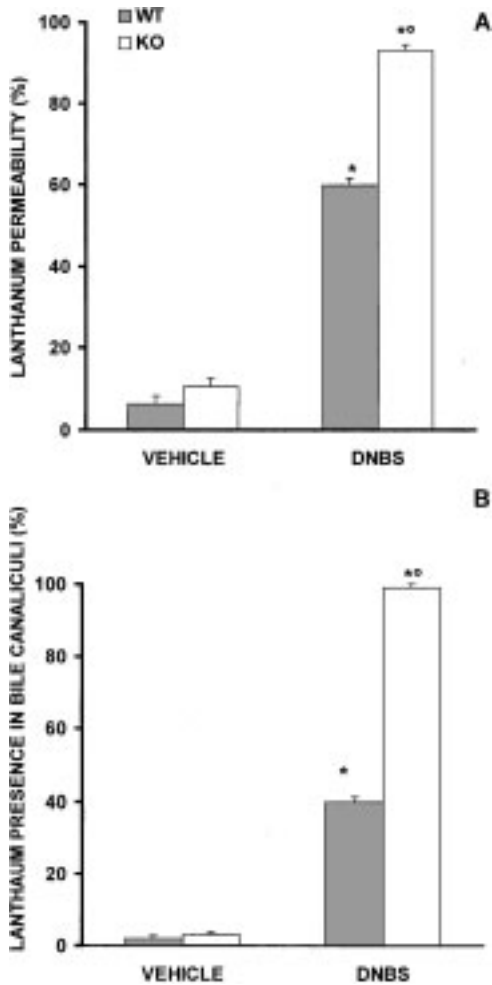 WT
KO
A
LANTHANUM PERMEABILITY (%)
100
80
60
40
20
0
*
*°
VEHICLE DNBS
B
LANTHAUM PRESENCE IN BILE CANALICULI (%)
100
80
60
40
20
0
*
*°
VEHICLE DNBS